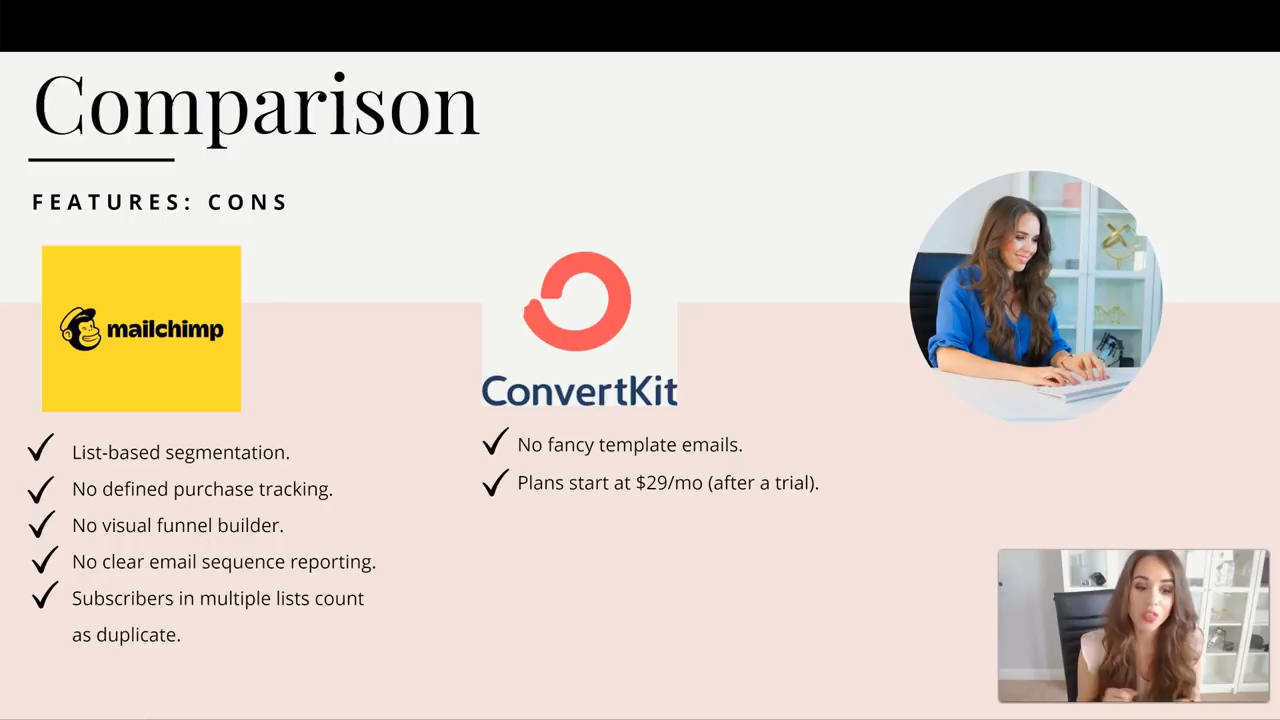 Comparison
FEATURES: CONS
mailchimp
List-based segmentation.
No defined purchase tracking.
No visual funnel builder.
No clear email sequence reporting.
Subscribers in multiple lists count
as duplicate.
ConvertKit
No fancy template emails.
Plans start at $29/mo (after a trial).